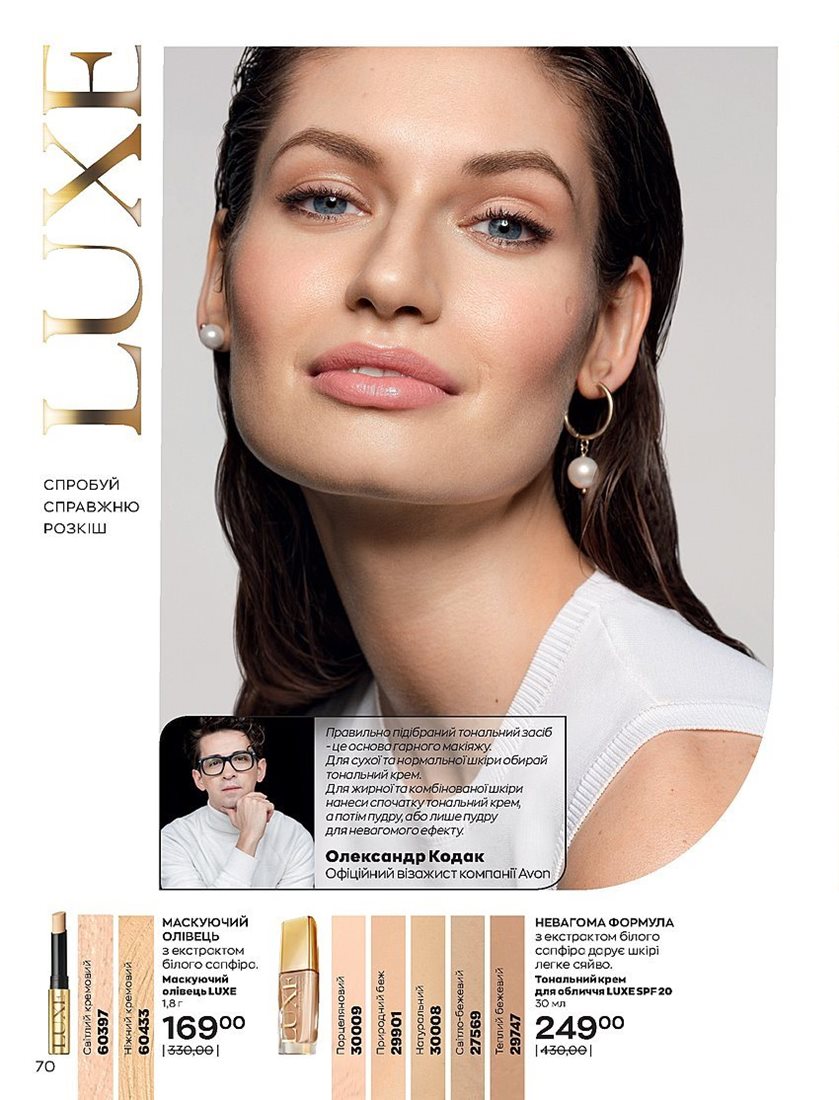 LUXE
СПРОБУЙ
СПРАВЖНЮ
РОЗКІШ
Правильно підібраний тональний засіб
- це основа гарного макіяжу.
Для сухої та нормальної шкіри обирай
тональний крем.
Для жирної та комбінованої шкіри
нанеси спочатку тональний крем,
а потім пудру, або лише пудру
для невагомого ефекту.
Олександр Кодак
Офіційний візажист компанії Avon
LUXE
Світлий кремовий
60397
Ніжний кремовий
60433
МАСКУЮЧИЙ
ОЛІВЕЦЬ
з екстрактом
білого сапфіра.
Маскуючий
олівець LUXE
1,8 г
16900
| 330,00 |
LUXE
Порцеляновий
30009
Природний беж
29901
Натуральний
30008
Світло-бежевий
27569
Теплий бежевий
29747
НЕВАГОМА ФОРМУЛА
з екстрактом білого
сапфіра дарує шкірі
легке сяйво.
Тональний крем
для обличчя LUXE SPF 20
30 мл
24900
| 430,00 |
70